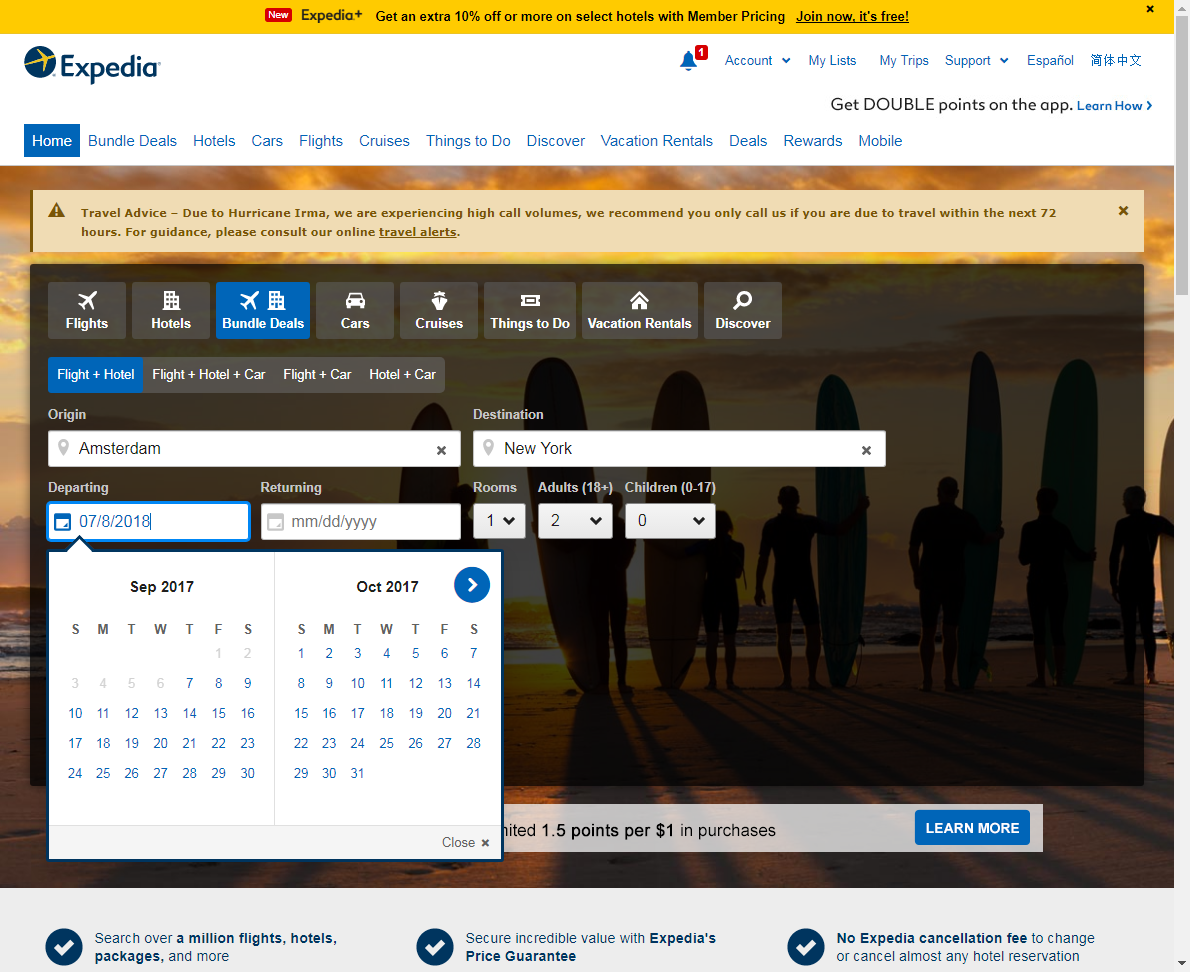 New Expedia+ Get an extra 10% off or more on select hotels with Member Pricing Join now, it's free!
Expedia
1 Account My Lists My Trips Support Español 简体中文
Get DOUBLE points on the app. Learn How
Home Bundle Deals Hotels Cars Flights Cruises Things to Do Discover Vacation Rentals Deals Rewards Mobile
Travel Advice – Due to Hurricane Irma, we are experiencing high call volumes, we recommend you only call us if you are due to travel within the next 72
hours. For guidance, please consult our online travel alerts.
Flights Hotels Bundle Deals Cars Cruises Things to Do Vacation Rentals Discover
Flight + Hotel Flight + Hotel + Car Flight + Car Hotel + Car
Origin Destination
Amsterdam New York
Departing Returning Rooms Adults (18+) Children (0-17)
07/8/2018 mm/dd/yyyy 1 2 0
Sep 2017 Oct 2017
S M T W T F S S M T W T F S
1 2 1 2 3 4 5 6 7
3 4 5 6 7 8 9 8 9 10 11 12 13 14
10 11 12 13 14 15 16 15 16 17 18 19 20 21
17 18 19 20 21 22 23 22 23 24 25 26 27 28
24 25 26 27 28 29 30 29 30 31
Close
1.5 points per $1 in purchases LEARN MORE
Search over a million flights, hotels,
packages, and more
Secure incredible value with Expedia's
Price Guarantee
No Expedia cancellation fee to change
or cancel almost any hotel reservation